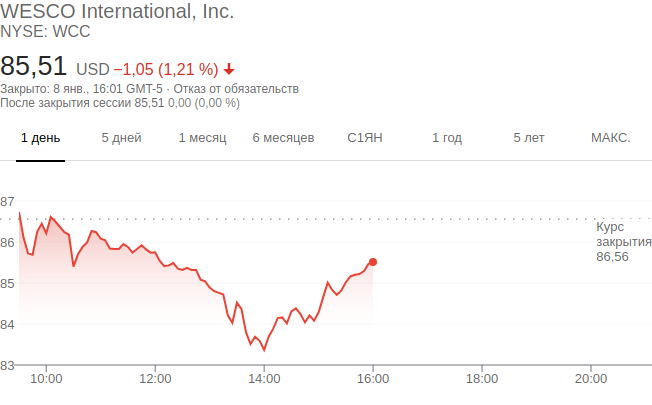 WESCO International, Inc.
NYSE: WCC
85,51 USD −1,05 (1,21 %)
Закрыто: 8 янв., 16:01 GMT-5 · Отказ от обязательств
После закрытия сессии 85,51 0,00 (0,00 %)
1 день 5 дней 1 месяц 6 месяцев С1ЯН 1 год 5 лет МАКС.
87
86
85
84
83
Курс
закрытия
86,56
10:00 12:00 14:00 16:00 18:00 20:00